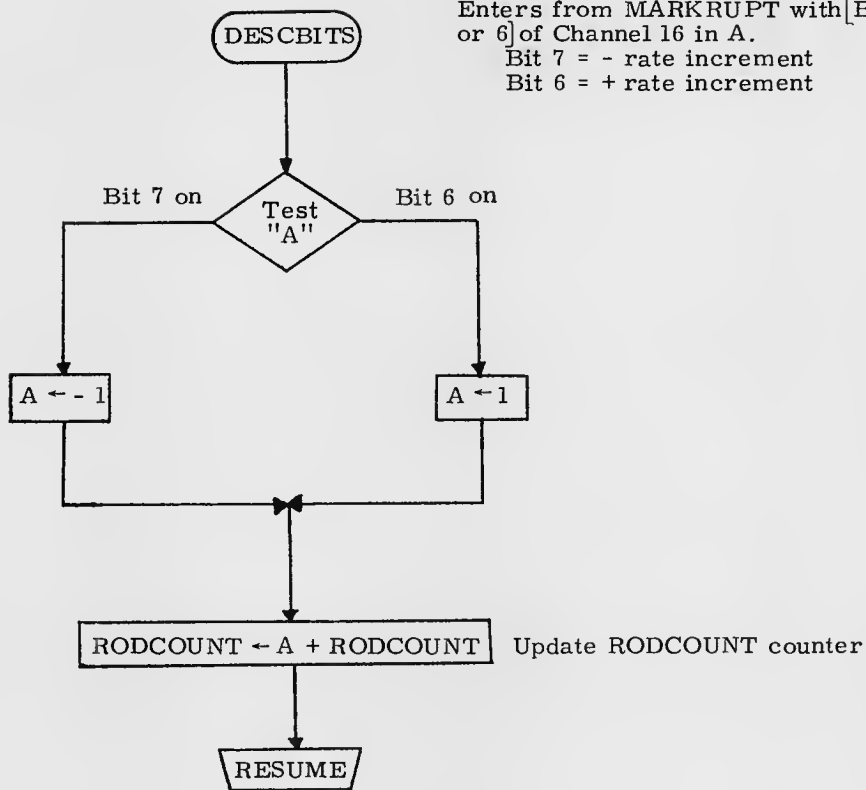 Enters from MARKRUPT with
or 6] of Channel 16 in A.
Bit 7 = - rate increment
Bit 6 = + rate increment
DESCBITS
Bit 7 on
Bit 6 on
Test
"A"
A ← - 1
A ← 1
RODCOUNT ← A + RODCOUNT
Update RODCOUNT counter
RESUME